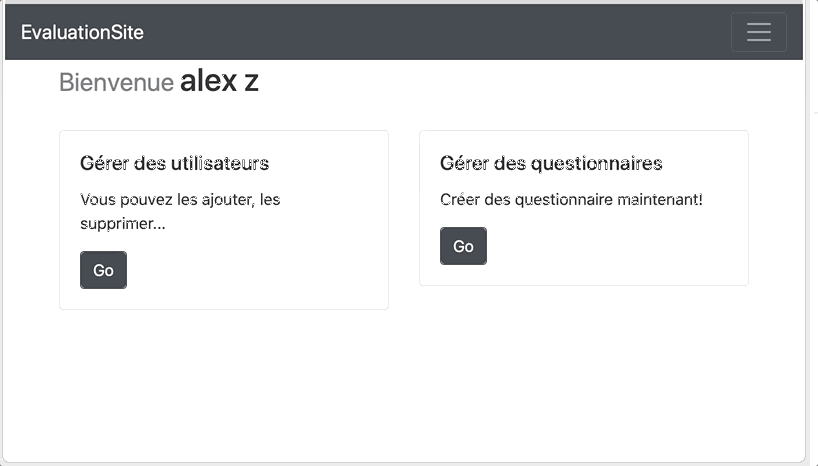 EvaluationSite
Bienvenue alex z
Gérer des utilisateurs
Vous pouvez les ajouter, les
supprimer...
Go
Gérer des questionnaires
Créer des questionnaire maintenant!
Go